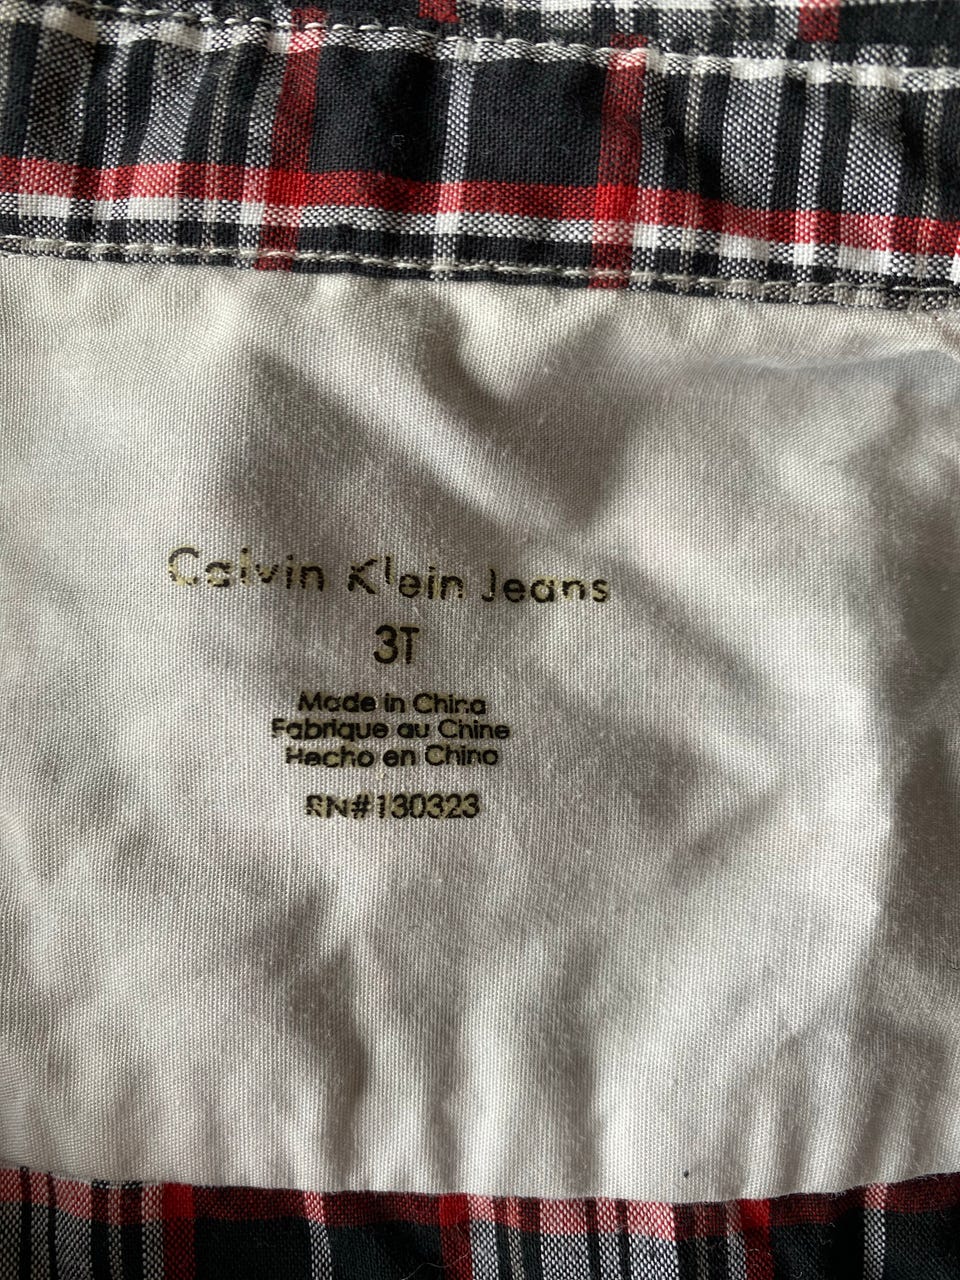 Calvin Klein Jeans
3T
Made in China
Fabrique au Chine
Hecho en China
RN#130323